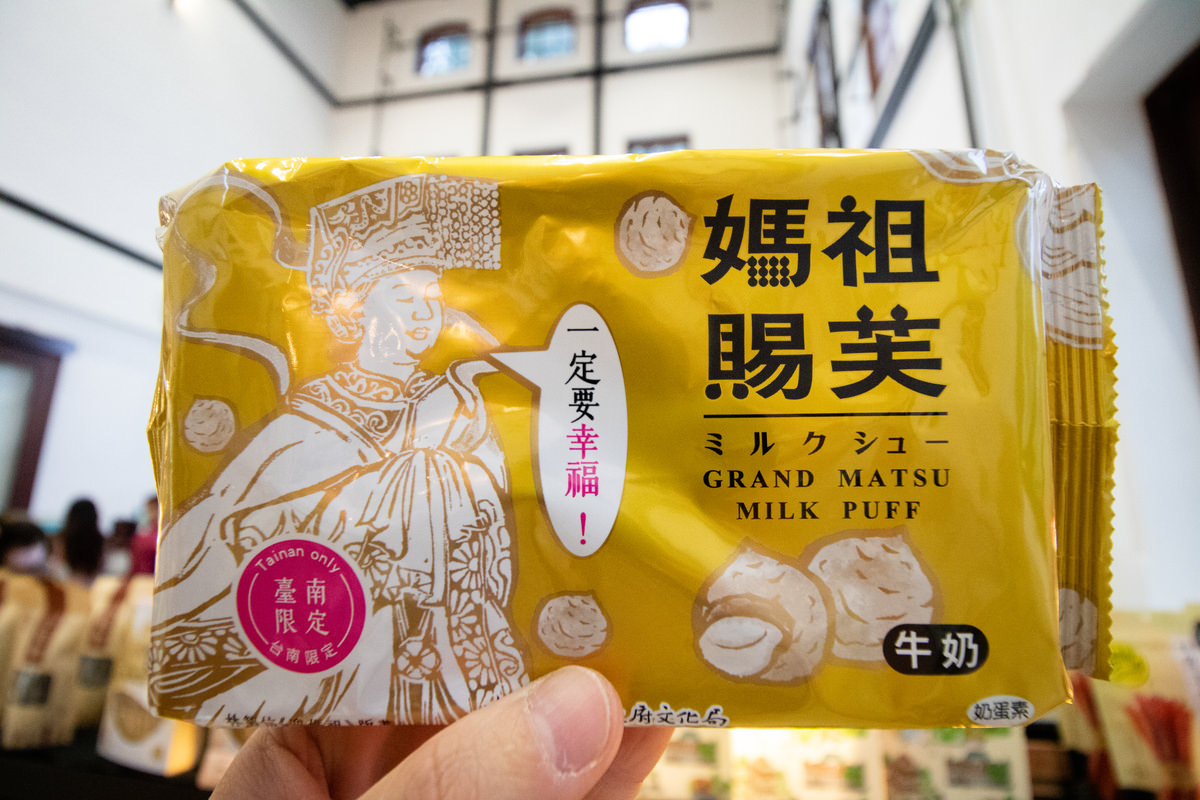 媽祖
賜芙
ミルクシュー
GRAND MATSU
MILK PUFF
一定要幸福！
Tainan only
臺南
限定
台南限定
牛奶
奶蛋素
府文化局